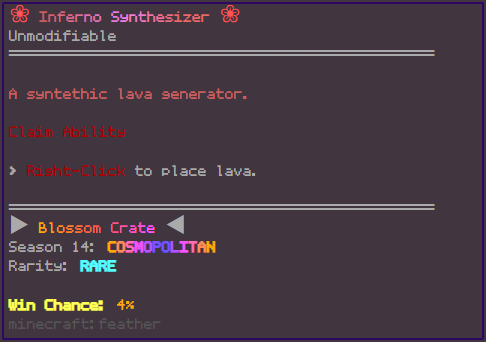 ❀ Inferno Synthesizer ❀
Unmodifiable
A syntethic lava generator.
Claim Ability
> Right-Click to place lava.
▶ Blossom Crate ◀
Season 14: COSMOPOLITAN
Rarity: RARE
Win Chance: 4%
minecraft:feather